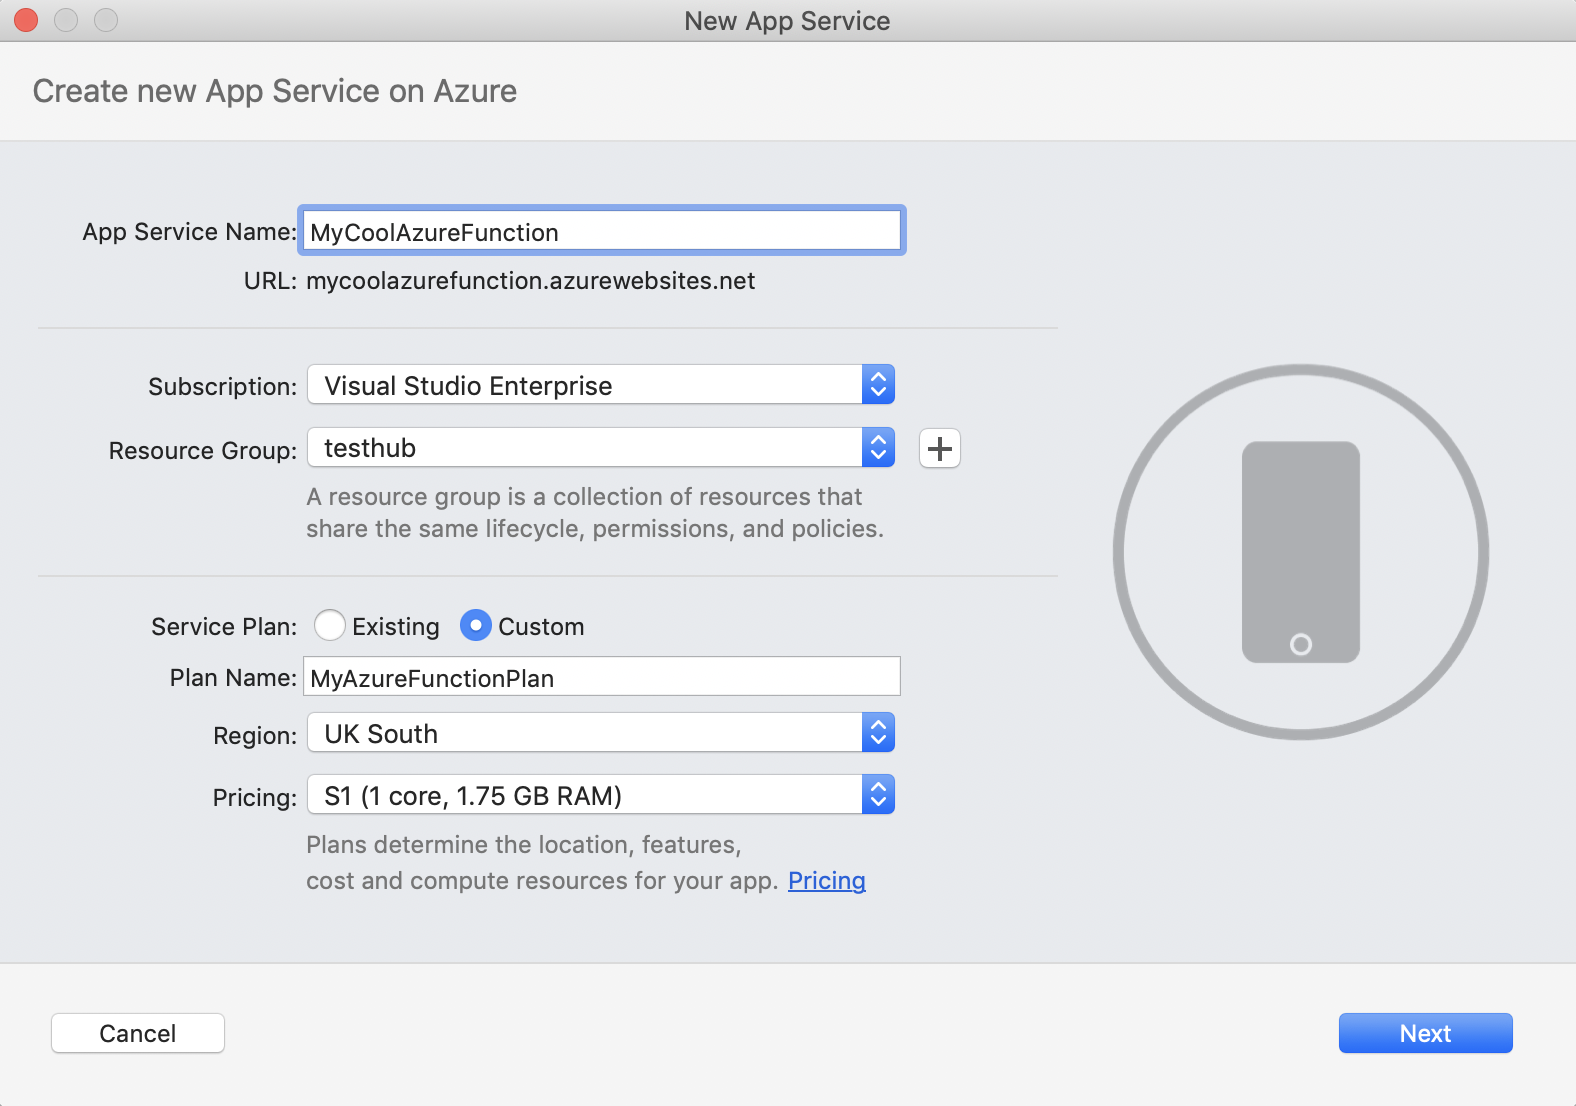 New App Service
Create new App Service on Azure
App Service Name: MyCoolAzureFunction
URL: mycoolazurefunction.azurewebsites.net
Subscription: Visual Studio Enterprise
Resource Group: testhub
A resource group is a collection of resources that
share the same lifecycle, permissions, and policies.
Service Plan: Existing Custom
Plan Name: MyAzureFunctionPlan
Region: UK South
Pricing: S1 (1 core, 1.75 GB RAM)
Plans determine the location, features,
cost and compute resources for your app. Pricing
Cancel Next